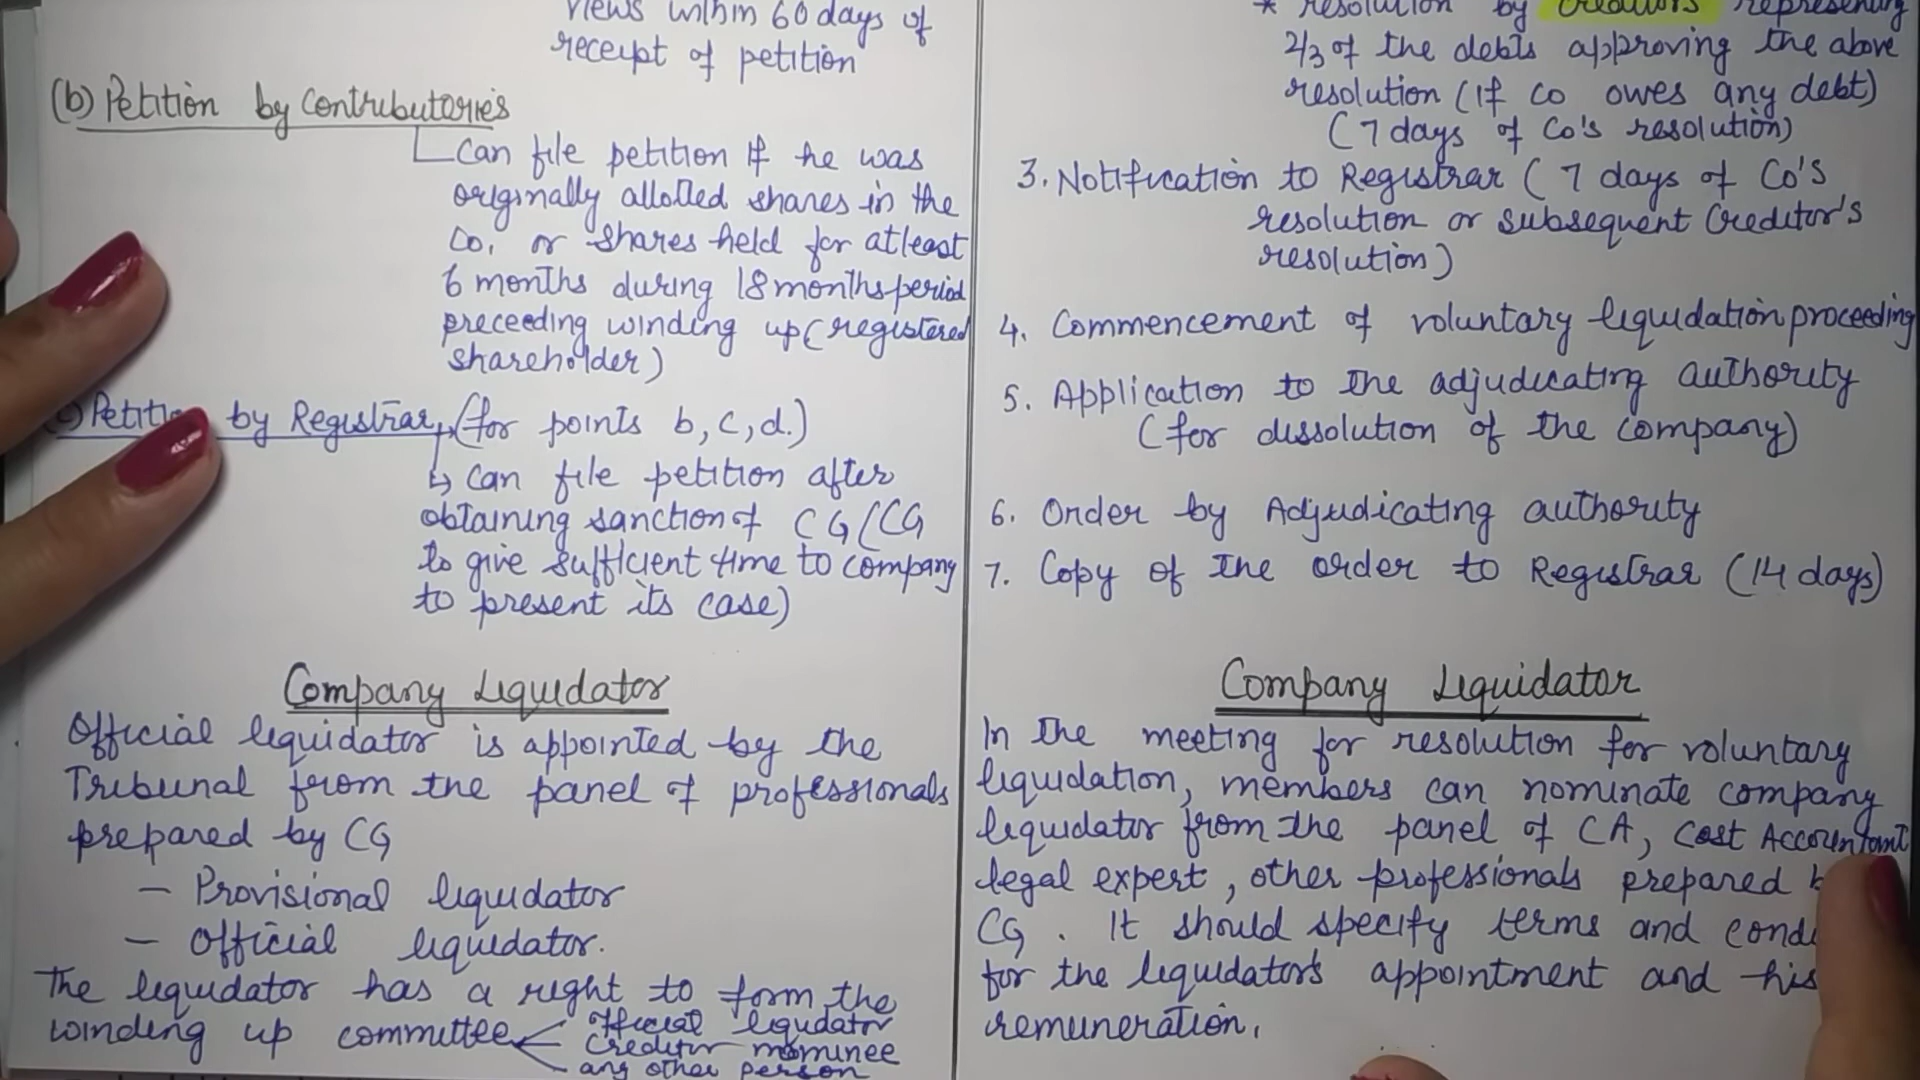 views within 60 days of
receipt of petition
(b) Petition by Contributories
Can file petition if he was
originally allotted shares in the
Co. or shares held for atleast
6 months during 18 months period
preceeding winding up (registered
shareholder)
by Registrar (for points b, c, d.)
↳ Can file petition after
obtaining sanction of CG (CG
to give sufficient time to company
to present its case)
Company Liquidator
Official liquidator is appointed by the
Tribunal from the panel of professionals
prepared by CG
— Provisional liquidator
— Official liquidator.
The liquidator has a right to form the
winding up committee
official liqudator
Creditor nominee
any other person
* resolution by Creditors representing
2/3 of the debts approving the above
resolution (if Co owes any debt)
(7 days of Co's resolution)
3. Notification to Registrar (7 days of Co's
resolution or subsequent Creditor's
resolution)
4. Commencement of voluntary liquidation proceeding
5. Application to the adjudicating authority
(for dissolution of the company)
6. Order by Adjudicating authority
7. Copy of the order to Registrar (14 days)
Company Liquidator
In the meeting for resolution for voluntary
liquidation, members can nominate company
liquidator from the panel of CA, Cost Accountant
legal expert, other professionals prepared
CG. It should specify terms and
for the liquidator's appointment and his
remuneration.